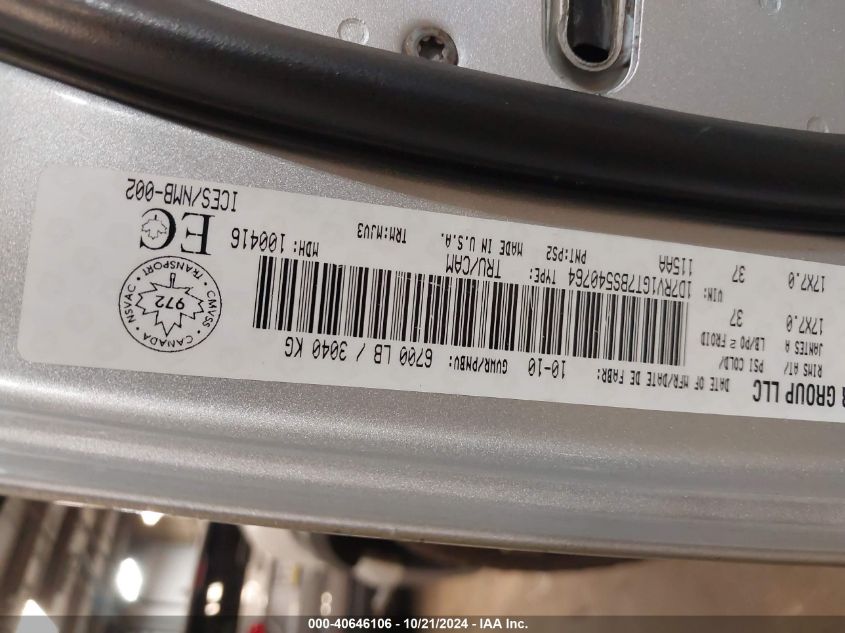 R GROUP LLC
DATE OF MFR/DATE DE FABR: 10-10 GVWR/PNBV: 6700 LB / 3040 KG
RIMS AT/ PSI COLD/
JANTES A LB/PO² FROID
17X7.0 37
17X7.0 37
VIN: 1D7RV1GT7BS540764 TYPE: TRU/CAM MDH: 100416
115AA PNT:PS2 MADE IN U.S.A. TRM:MJV3
EC
ICES/NMB-002
CMVSS · TRANSPORT · NSVAC · CANADA
972
000-40646106 - 10/21/2024 - IAA Inc.